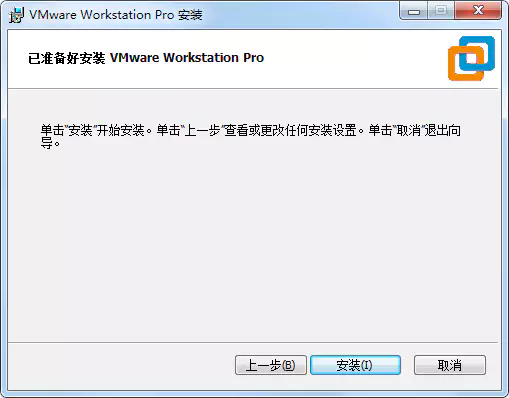 VMware Workstation Pro 安装
已准备好安装 VMware Workstation Pro
单击“安装”开始安装。单击“上一步”查看或更改任何安装设置。单击“取消”退出向
导。
上一步(B)
安装(I)
取消